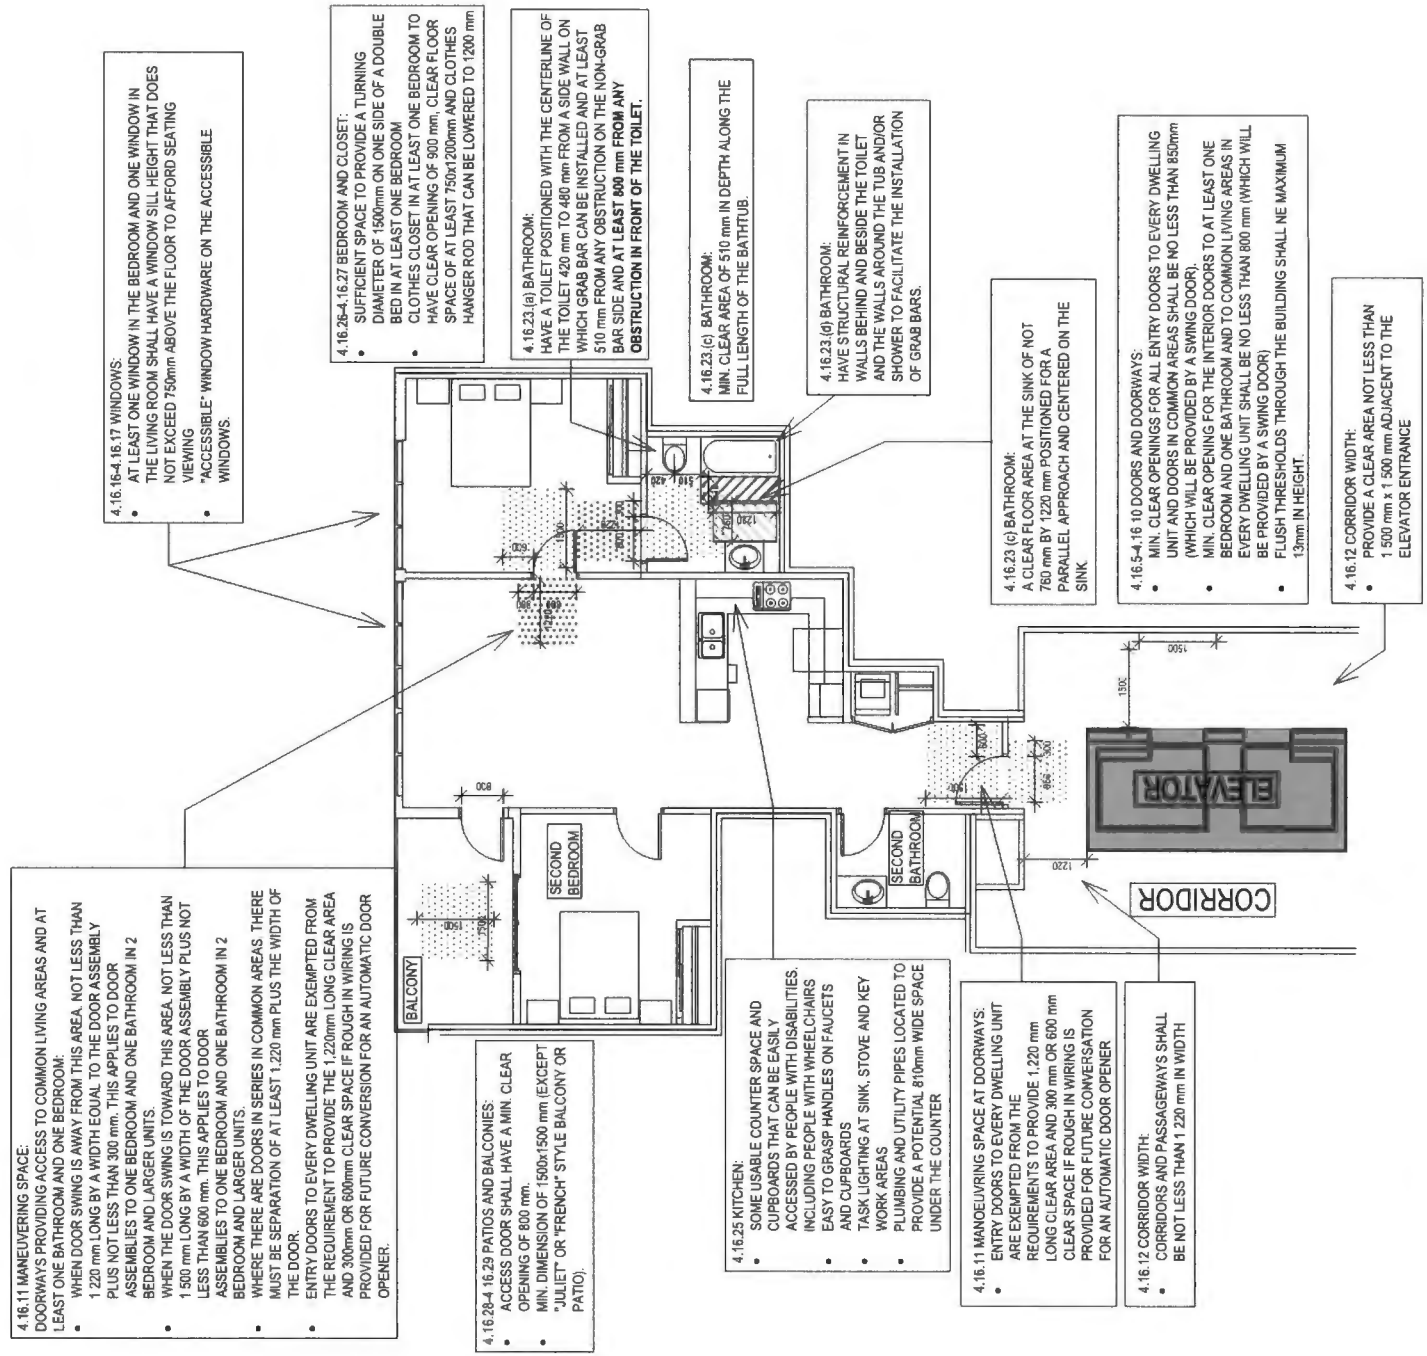 4.16.11 MANEUVERING SPACE:
DOORWAYS PROVIDING ACCESS TO COMMON LIVING AREAS AND AT
LEAST ONE BATHROOM AND ONE BEDROOM:
• WHEN DOOR SWING IS AWAY FROM THIS AREA. NOT LESS THAN
1 220 mm LONG BY A WIDTH EQUAL TO THE DOOR ASSEMBLY
PLUS NOT LESS THAN 300 mm. THIS APPLIES TO DOOR
ASSEMBLIES TO ONE BEDROOM AND ONE BATHROOM IN 2
BEDROOM AND LARGER UNITS.
• WHEN THE DOOR SWING IS TOWARD THIS AREA. NOT LESS THAN
1 500 mm LONG BY A WIDTH OF THE DOOR ASSEMBLY PLUS NOT
LESS THAN 600 mm. THIS APPLIES TO DOOR
ASSEMBLIES TO ONE BEDROOM AND ONE BATHROOM IN 2
BEDROOM AND LARGER UNITS.
• WHERE THERE ARE DOORS IN SERIES IN COMMON AREAS. THERE
MUST BE SEPARATION OF AT LEAST 1,220 mm PLUS THE WIDTH OF
THE DOOR.
• ENTRY DOORS TO EVERY DWELLING UNIT ARE EXEMPTED FROM
THE REQUIREMENT TO PROVIDE THE 1,220mm LONG CLEAR AREA
AND 300mm OR 600mm CLEAR SPACE IF ROUGH IN WIRING IS
PROVIDED FOR FUTURE CONVERSION FOR AN AUTOMATIC DOOR
OPENER.
4.16.16-4.16.17 WINDOWS:
• AT LEAST ONE WINDOW IN THE BEDROOM AND ONE WINDOW IN
THE LIVING ROOM SHALL HAVE A WINDOW SILL HEIGHT THAT DOES
NOT EXCEED 750mm ABOVE THE FLOOR TO AFFORD SEATING
VIEWING
• "ACCESSIBLE" WINDOW HARDWARE ON THE ACCESSIBLE
WINDOWS.
4.16.26-4.16.27 BEDROOM AND CLOSET:
• SUFFICIENT SPACE TO PROVIDE A TURNING
DIAMETER OF 1500mm ON ONE SIDE OF A DOUBLE
BED IN AT LEAST ONE BEDROOM
• CLOTHES CLOSET IN AT LEAST ONE BEDROOM TO
HAVE CLEAR OPENING OF 900 mm, CLEAR FLOOR
SPACE OF AT LEAST 750x1200mm AND CLOTHES
HANGER ROD THAT CAN BE LOWERED TO 1200 mm
4.16.23.(a) BATHROOM:
HAVE A TOILET POSITIONED WITH THE CENTERLINE OF
THE TOILET 420 mm TO 480 mm FROM A SIDE WALL ON
WHICH GRAB BAR CAN BE INSTALLED AND AT LEAST
510 mm FROM ANY OBSTRUCTION ON THE NON-GRAB
BAR SIDE AND AT LEAST 800 mm FROM ANY
OBSTRUCTION IN FRONT OF THE TOILET.
4.16.23.(c) BATHROOM:
MIN. CLEAR AREA OF 510 mm IN DEPTH ALONG THE
FULL LENGTH OF THE BATHTUB.
4.16.23.(d) BATHROOM:
HAVE STRUCTURAL REINFORCEMENT IN
WALLS BEHIND AND BESIDE THE TOILET
AND THE WALLS AROUND THE TUB AND/OR
SHOWER TO FACILITATE THE INSTALLATION
OF GRAB BARS.
4.16.23 (c) BATHROOM:
A CLEAR FLOOR AREA AT THE SINK OF NOT
760 mm BY 1220 mm POSITIONED FOR A
PARALLEL APPROACH AND CENTERED ON THE
SINK
4.16.5-4.16 10 DOORS AND DOORWAYS:
• MIN. CLEAR OPENINGS FOR ALL ENTRY DOORS TO EVERY DWELLING
UNIT AND DOORS IN COMMON AREAS SHALL BE NO LESS THAN 850mm
(WHICH WILL BE PROVIDED BY A SWING DOOR).
• MIN. CLEAR OPENING FOR THE INTERIOR DOORS TO AT LEAST ONE
BEDROOM AND ONE BATHROOM AND TO COMMON LIVING AREAS IN
EVERY DWELLING UNIT SHALL BE NO LESS THAN 800 mm (WHICH WILL
BE PROVIDED BY A SWING DOOR)
• FLUSH THRESHOLDS THROUGH THE BUILDING SHALL NE MAXIMUM
13mm IN HEIGHT.
4.16.12 CORRIDOR WIDTH:
• PROVIDE A CLEAR AREA NOT LESS THAN
1 500 mm x 1 500 mm ADJACENT TO THE
ELEVATOR ENTRANCE
4.16.28-4 16.29 PATIOS AND BALCONIES:
• ACCESS DOOR SHALL HAVE A MIN. CLEAR
OPENING OF 800 mm.
• MIN. DIMENSION OF 1500x1500 mm (EXCEPT
"JULIET" OR "FRENCH" STYLE BALCONY OR
PATIO).
4.16.25 KITCHEN:
• SOME USABLE COUNTER SPACE AND
CUPBOARDS THAT CAN BE EASILY
ACCESSED BY PEOPLE WITH DISABILITIES.
INCLUDING PEOPLE WITH WHEELCHAIRS
• EASY TO GRASP HANDLES ON FAUCETS
AND CUPBOARDS
• TASK LIGHTING AT SINK, STOVE AND KEY
WORK AREAS
• PLUMBING AND UTILITY PIPES LOCATED TO
PROVIDE A POTENTIAL 810mm WIDE SPACE
UNDER THE COUNTER
4.16.11 MANOEUVRING SPACE AT DOORWAYS:
• ENTRY DOORS TO EVERY DWELLING UNIT
ARE EXEMPTED FROM THE
REQUIREMENTS TO PROVIDE 1,220 mm
LONG CLEAR AREA AND 300 mm OR 600 mm
CLEAR SPACE IF ROUGH IN WIRING IS
PROVIDED FOR FUTURE CONVERSATION
FOR AN AUTOMATIC DOOR OPENER
4.16.12 CORRIDOR WIDTH:
• CORRIDORS AND PASSAGEWAYS SHALL
BE NOT LESS THAN 1 220 mm IN WIDTH
BALCONY
1500
1500
800
SECOND
BEDROOM
SECOND
BATHROOM
600
1500
1220
420
510
1220
600
300
1500
1500
1220
CORRIDOR
ELEVATOR